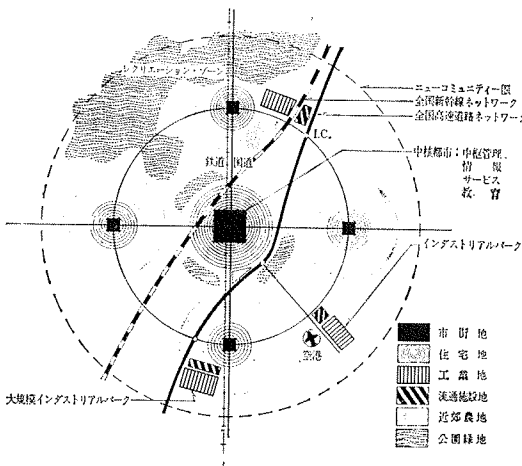 レクリエーション・ゾーン
ニューコミュニティー圏
全国新幹線ネットワーク
全国高速道路ネットワーク
I.C.
鉄道、国道
中核都市:中枢管理、
情 報
サービス
教 育
インダストリアルパーク
空港
大規模インダストリアルパーク
市街地
住宅地
工業地
流通施設地
近郊農地
公園緑地